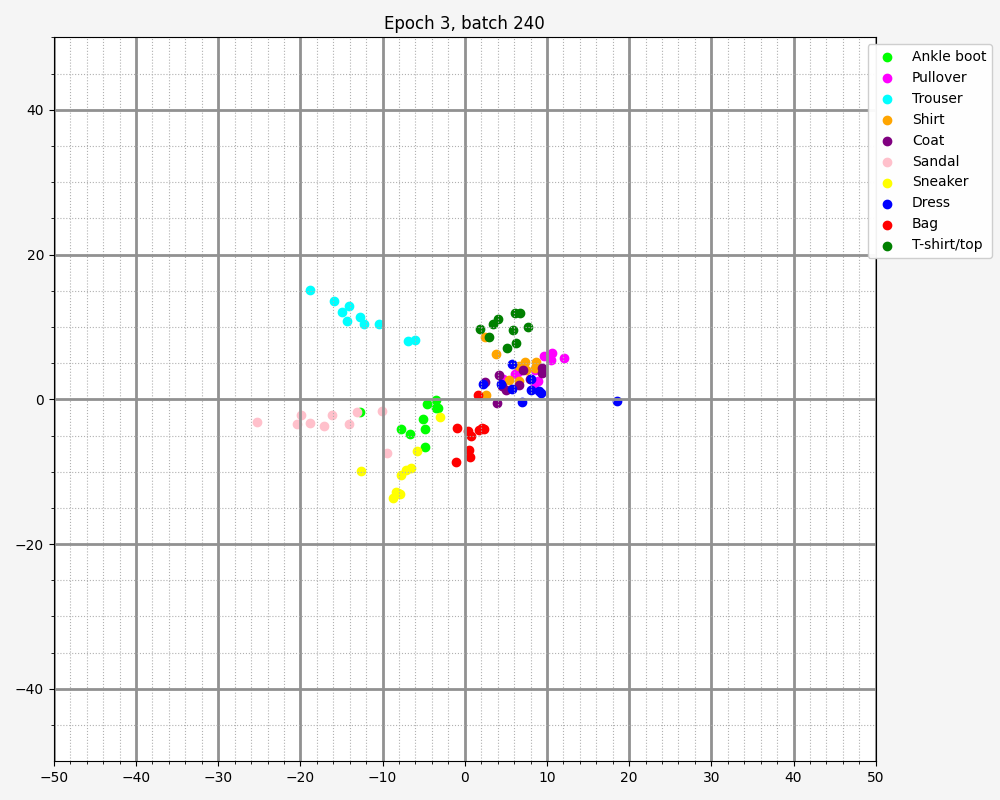 Epoch 3, batch 240
Ankle boot
Pullover
Trouser
Shirt
Coat
Sandal
Sneaker
Dress
Bag
T-shirt/top
40
20
0
−20
−40
−50 −40 −30 −20 −10 0 10 20 30 40 50